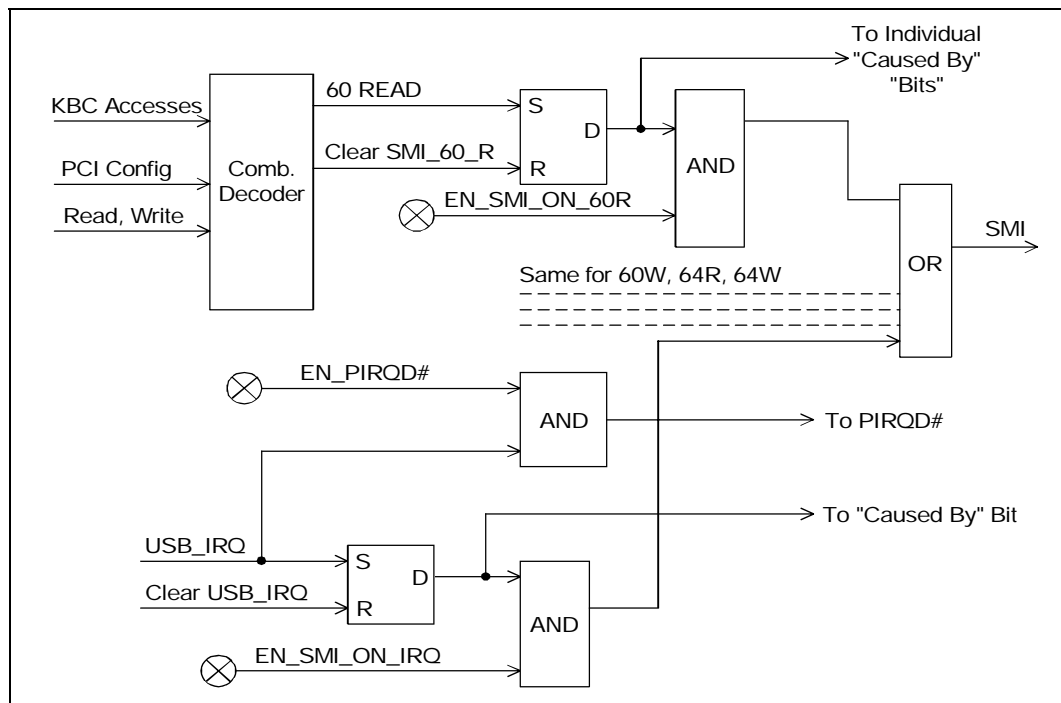 To Individual
"Caused By"
"Bits"
60 READ
KBC Accesses
S
D
Clear SMI_60_R
R
AND
PCI Config
Comb.
Decoder
EN_SMI_ON_60R
Read, Write
SMI
OR
Same for 60W, 64R, 64W
EN_PIRQD#
AND
To PIRQD#
To "Caused By" Bit
USB_IRQ
S
D
Clear USB_IRQ
R
AND
EN_SMI_ON_IRQ